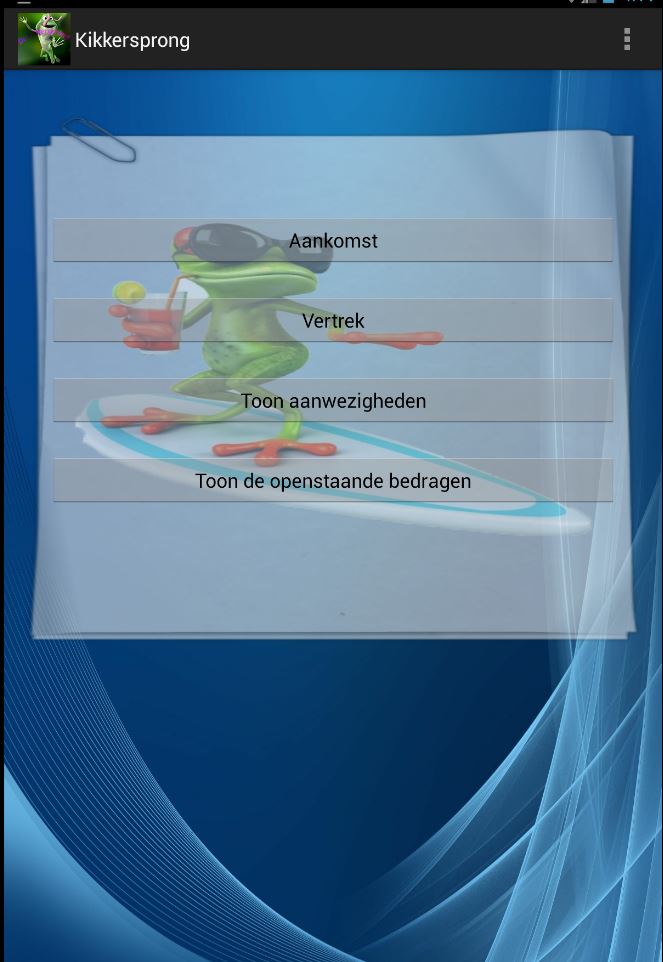 Kikkersprong
Aankomst
Vertrek
Toon aanwezigheden
Toon de openstaande bedragen